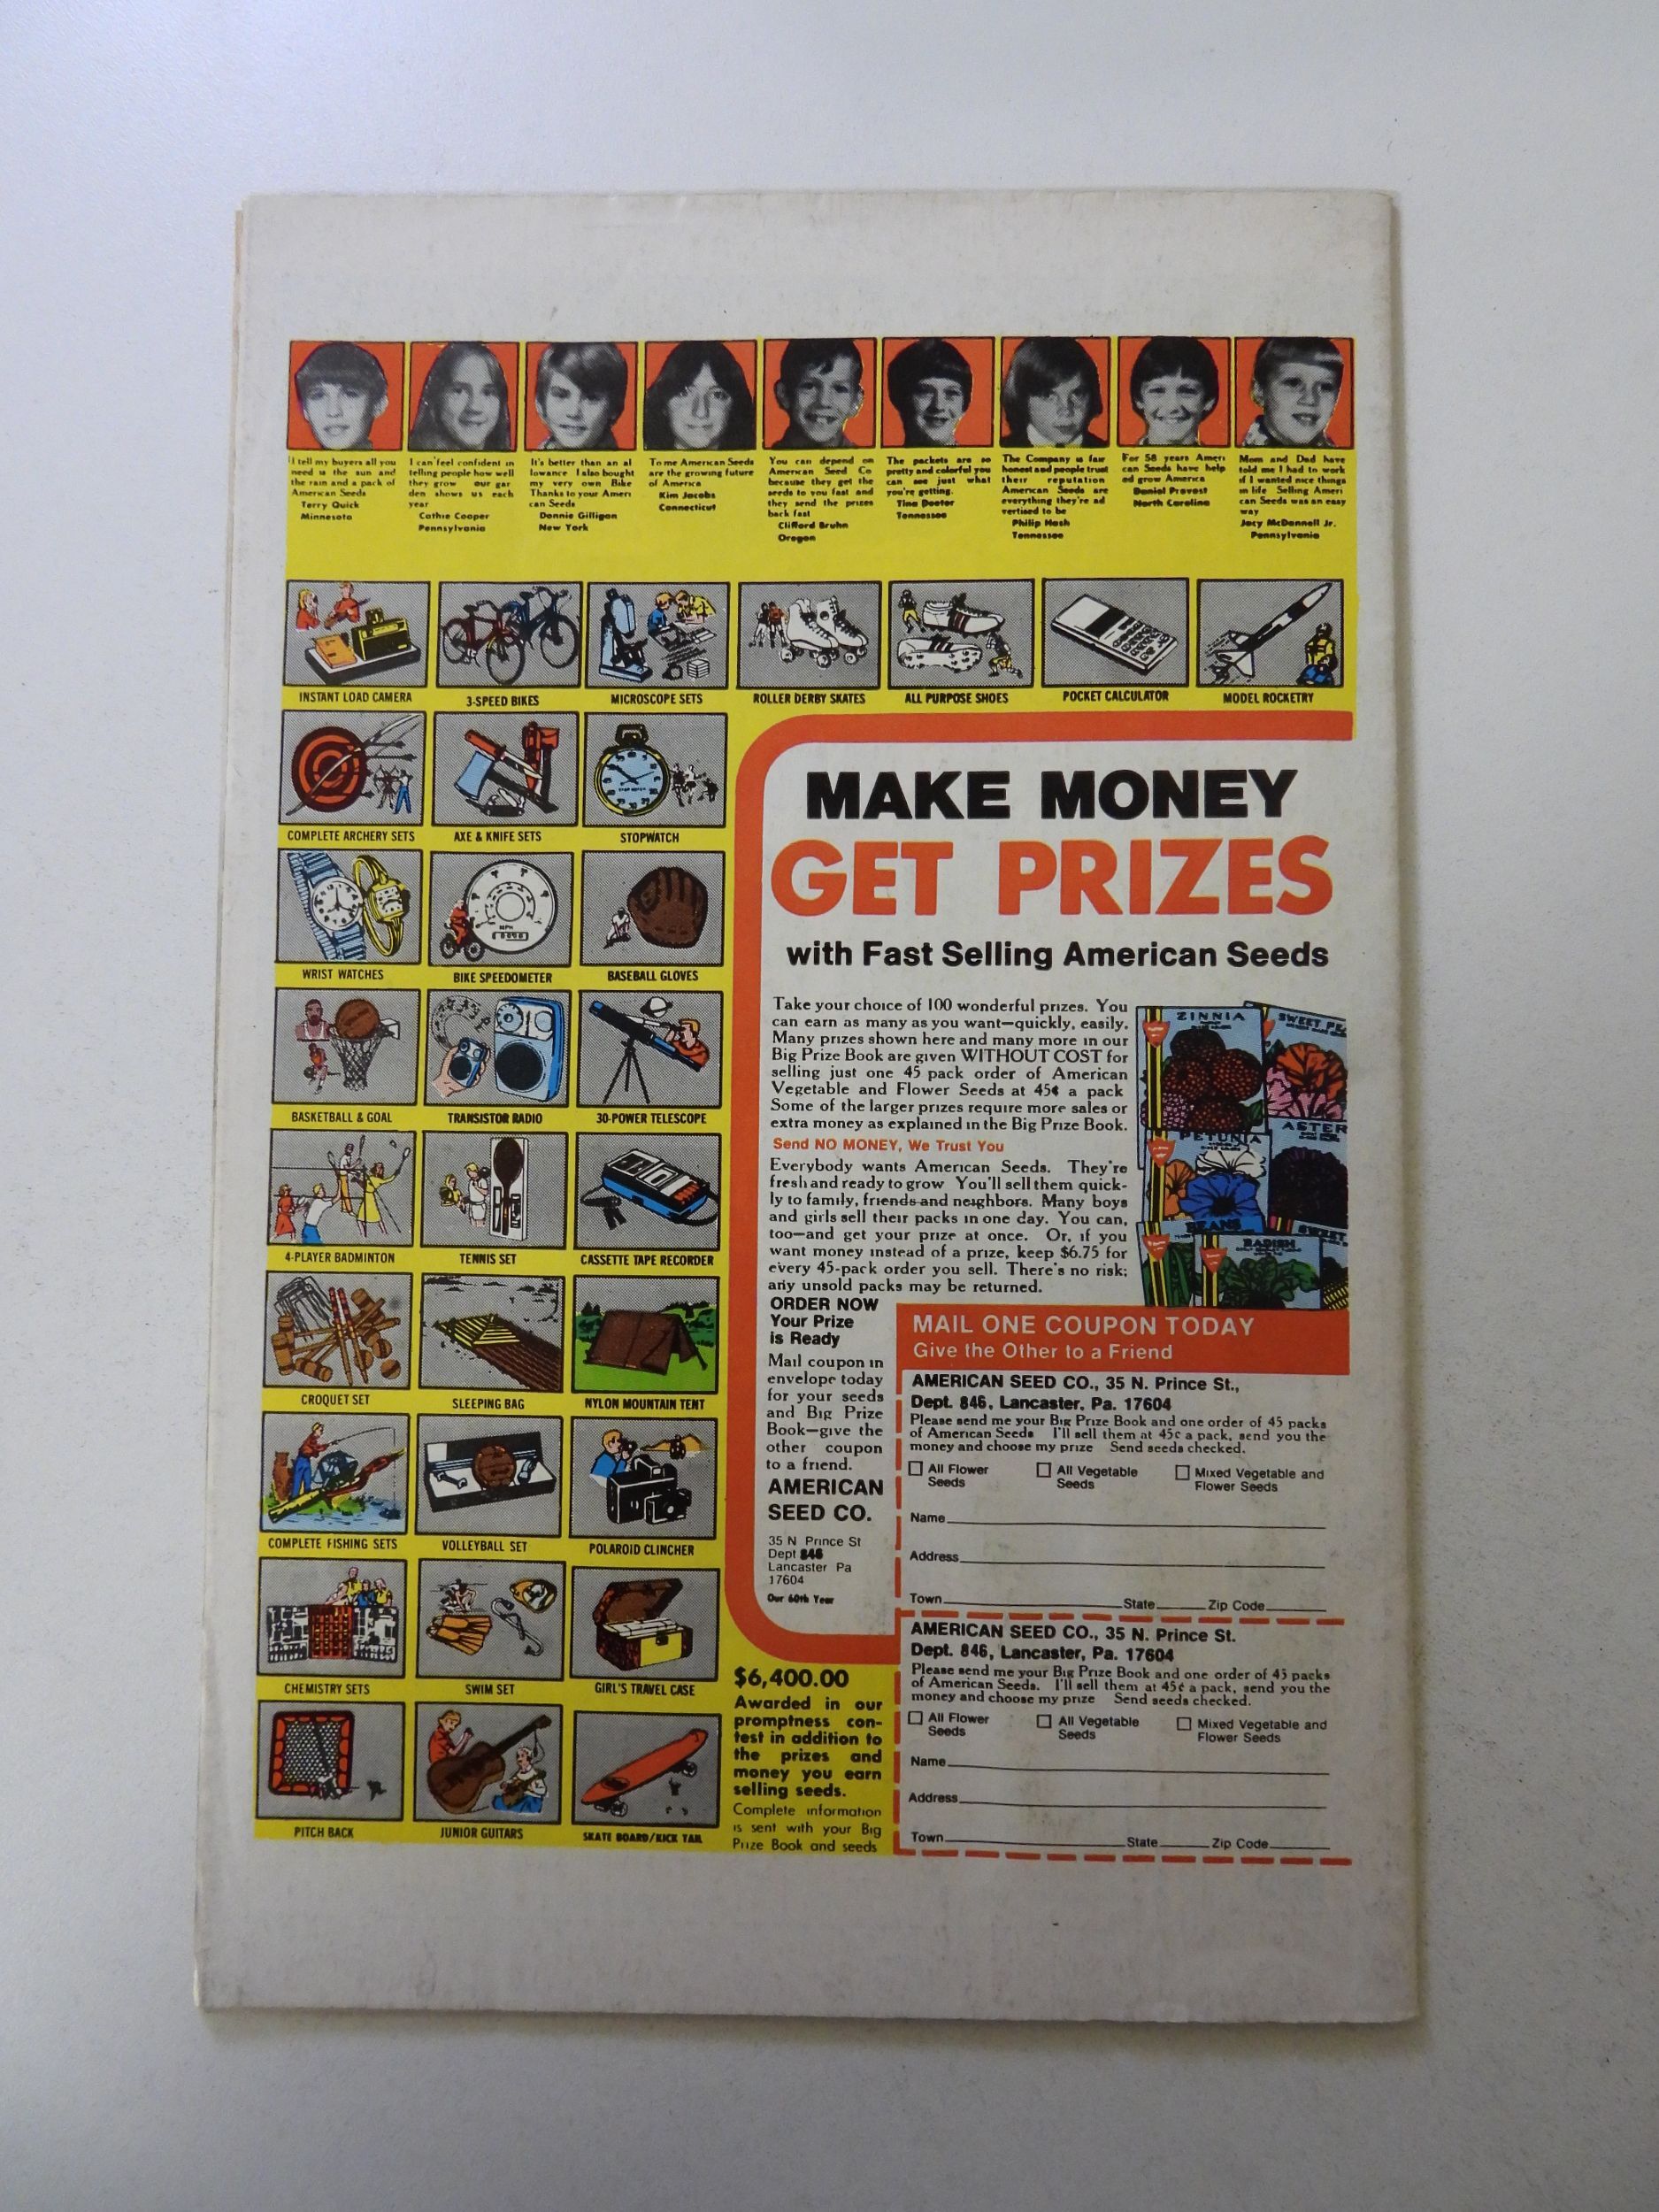 I tell my buyers all you
need is the sun and
the rain and a pack of
American Seeds
Terry Quick
Minnesota
I can feel confident in
telling people how well
they grow our gar
den shows us each
year
Cathie Cooper
Pennsylvania
It's better than an al
lowance I also bought
my very own Bike
Thanks to your Ameri
can Seeds
Donnie Gilligan
New York
To me American Seeds
are the growing future
of America
Kim Jacobs
Connecticut
You can depend on
American Seed Co
because they get the
seeds to you fast and
they send the prizes
back fast
Clifford Bruhn
Oregon
The packets are so
pretty and colorful you
can see just what
you're getting.
Tina Deeter
Tennessee
The Company is fair
honest and people trust
their reputation
American Seeds are
everything they're ad
vertised to be
Philip Hash
Tennessee
For 58 years Ameri
can Seeds have help
ed grow America
Daniel Provost
North Carolina
Mom and Dad have
told me I had to work
if I wanted nice things
in life Selling Ameri
can Seeds was an easy
way
Jacy McDannell Jr.
Pennsylvania
INSTANT LOAD CAMERA
3-SPEED BIKES
MICROSCOPE SETS
ROLLER DERBY SKATES
ALL PURPOSE SHOES
POCKET CALCULATOR
MODEL ROCKETRY
COMPLETE ARCHERY SETS
AXE & KNIFE SETS
STOPWATCH
WRIST WATCHES
MPH
BIKE SPEEDOMETER
BASEBALL GLOVES
BASKETBALL & GOAL
TRANSISTOR RADIO
30-POWER TELESCOPE
4-PLAYER BADMINTON
TENNIS SET
CASSETTE TAPE RECORDER
CROQUET SET
SLEEPING BAG
NYLON MOUNTAIN TENT
COMPLETE FISHING SETS
VOLLEYBALL SET
POLAROID CLINCHER
CHEMISTRY SETS
SWIM SET
GIRL'S TRAVEL CASE
PITCH BACK
JUNIOR GUITARS
SKATE BOARD/KICK TAIL
MAKE MONEY
GET PRIZES
with Fast Selling American Seeds
Take your choice of 100 wonderful prizes. You
can earn as many as you want—quickly, easily.
Many prizes shown here and many more in our
Big Prize Book are given WITHOUT COST for
selling just one 45 pack order of American
Vegetable and Flower Seeds at 45¢ a pack
Some of the larger prizes require more sales or
extra money as explained in the Big Prize Book.
Send NO MONEY, We Trust You
Everybody wants American Seeds. They're
fresh and ready to grow You'll sell them quick-
ly to family, friends and neighbors. Many boys
and girls sell their packs in one day. You can,
too—and get your prize at once. Or, if you
want money instead of a prize, keep $6.75 for
every 45-pack order you sell. There's no risk;
any unsold packs may be returned.
ZINNIA
SWEET PE
ASTER
PETUNIA
BEANS
SWEET
RADISH
ORDER NOW
Your Prize
is Ready
Mail coupon in
envelope today
for your seeds
and Big Prize
Book—give the
other coupon
to a friend.
AMERICAN
SEED CO.
35 N Prince St
Dept 846
Lancaster Pa
17604
Our 60th Year
$6,400.00
Awarded in our
promptness con-
test in addition to
the prizes and
money you earn
selling seeds.
Complete information
is sent with your Big
Prize Book and seeds
MAIL ONE COUPON TODAY
Give the Other to a Friend
AMERICAN SEED CO., 35 N. Prince St.,
Dept. 846, Lancaster, Pa. 17604
Please send me your Big Prize Book and one order of 45 packs
of American Seeds I'll sell them at 45¢ a pack, send you the
money and choose my prize Send seeds checked.
All Flower
Seeds
All Vegetable
Seeds
Mixed Vegetable and
Flower Seeds
Name
Address
Town State Zip Code
AMERICAN SEED CO., 35 N. Prince St.
Dept. 846, Lancaster, Pa. 17604
Please send me your Big Prize Book and one order of 45 packs
of American Seeds. I'll sell them at 45¢ a pack, send you the
money and choose my prize Send seeds checked.
All Flower
Seeds
All Vegetable
Seeds
Mixed Vegetable and
Flower Seeds
Name
Address
Town State Zip Code